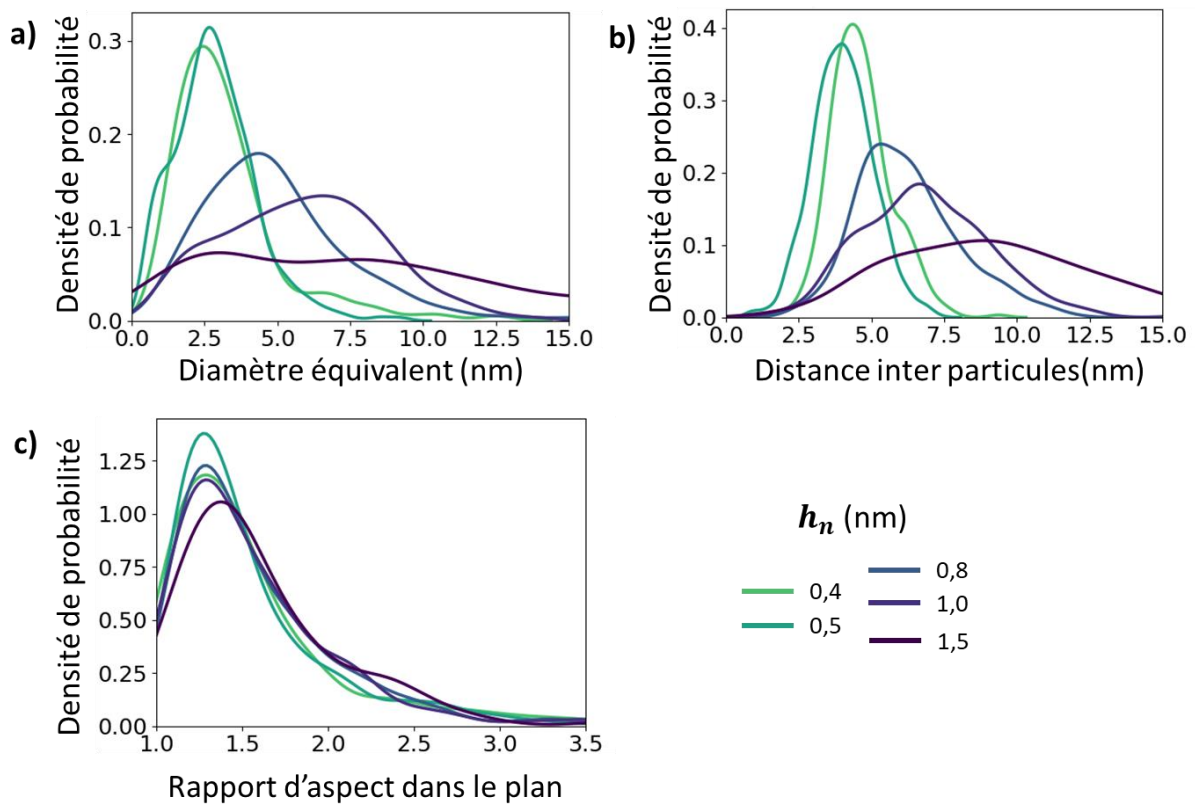 a)
Densité de probabilité
0.3
0.2
0.1
0.0
0.0 2.5 5.0 7.5 10.0 12.5 15.0
Diamètre équivalent (nm)
b)
Densité de probabilité
0.4
0.3
0.2
0.1
0.0
0.0 2.5 5.0 7.5 10.0 12.5 15.0
Distance inter particules(nm)
c)
Densité de probabilité
1.25
1.00
0.75
0.50
0.25
0.00
1.0 1.5 2.0 2.5 3.0 3.5
Rapport d’aspect dans le plan
hₙ (nm)
0,4
0,5
0,8
1,0
1,5